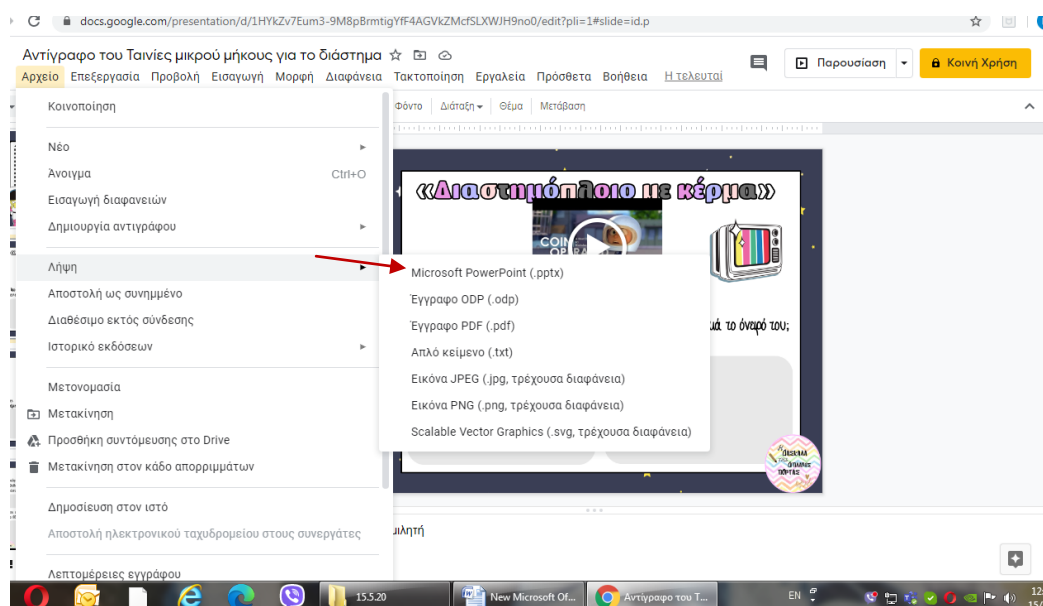 docs.google.com/presentation/d/1HYkZv7Eum3-9M8pBrmtigYfF4AGVkZMcfSLXWJH9no0/edit?pli=1#slide=id.p
Αντίγραφο του Ταινίες μικρού μήκους για το διάστημα
Αρχείο Επεξεργασία Προβολή Εισαγωγή Μορφή Διαφάνεια Τακτοποίηση Εργαλεία Πρόσθετα Βοήθεια Η τελευταί
Παρουσίαση
Κοινή Χρήση
Φόντο Διάταξη Θέμα Μετάβαση
Κοινοποίηση
Νέο
Άνοιγμα Ctrl+O
Εισαγωγή διαφανειών
Δημιουργία αντιγράφου
Λήψη
Αποστολή ως συνημμένο
Διαθέσιμο εκτός σύνδεσης
Ιστορικό εκδόσεων
Μετονομασία
Μετακίνηση
Προσθήκη συντόμευσης στο Drive
Μετακίνηση στον κάδο απορριμμάτων
Δημοσίευση στον ιστό
Αποστολή ηλεκτρονικού ταχυδρομείου στους συνεργάτες
Λεπτομέρειες εγγράφου
Microsoft PowerPoint (.pptx)
Έγγραφο ODP (.odp)
Έγγραφο PDF (.pdf)
Απλό κείμενο (.txt)
Εικόνα JPEG (.jpg, τρέχουσα διαφάνεια)
Εικόνα PNG (.png, τρέχουσα διαφάνεια)
Scalable Vector Graphics (.svg, τρέχουσα διαφάνεια)
«Διαστημόπλοιο με κέρμα»
COIN
το όνειρό του;
15.5.20
New Microsoft Of...
Αντίγραφο του Τ...
EN